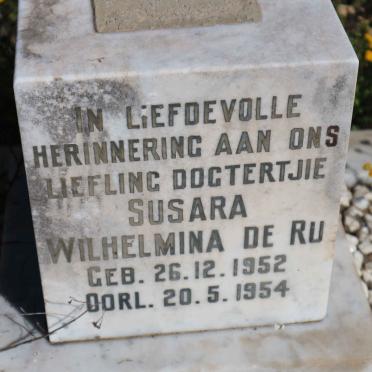 IN LIEFDEVOLLE
HERINNERING AAN ONS
LIEFLING DOGTERTJIE
SUSARA
WILHELMINA DE RU
GEB. 26.12.1952
OORL. 20.5.1954